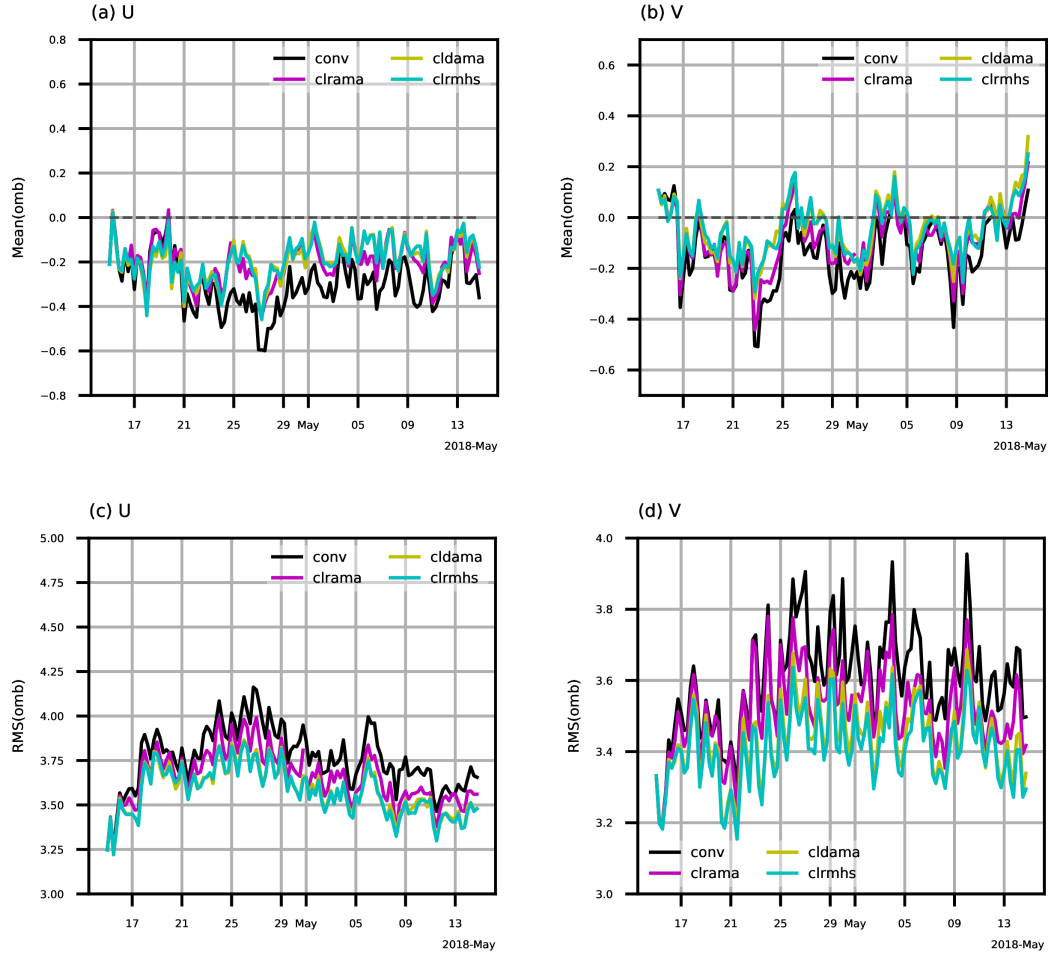 (a) U
(b) V
0.8
0.6
0.4
0.2
0.0
−0.2
−0.4
−0.6
−0.8
Mean(omb)
conv
clrama
cldama
clrmhs
17
21
25
29
May
05
09
13
2018-May
0.6
0.4
0.2
0.0
−0.2
−0.4
−0.6
Mean(omb)
conv
clrama
cldama
clrmhs
17
21
25
29
May
05
09
13
2018-May
(c) U
(d) V
5.00
4.75
4.50
4.25
4.00
3.75
3.50
3.25
3.00
RMS(omb)
conv
clrama
cldama
clrmhs
17
21
25
29
May
05
09
13
2018-May
4.0
3.8
3.6
3.4
3.2
3.0
RMS(omb)
conv
clrama
cldama
clrmhs
17
21
25
29
May
05
09
13
2018-May